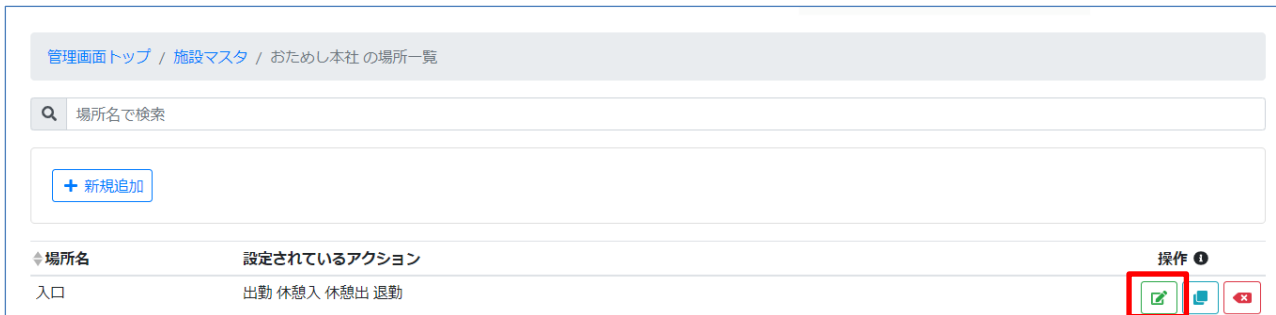 管理画面トップ / 施設マスタ / おためし本社 の場所一覧
場所名で検索
+ 新規追加
場所名 設定されているアクション 操作
入口 出勤 休憩入 休憩出 退勤